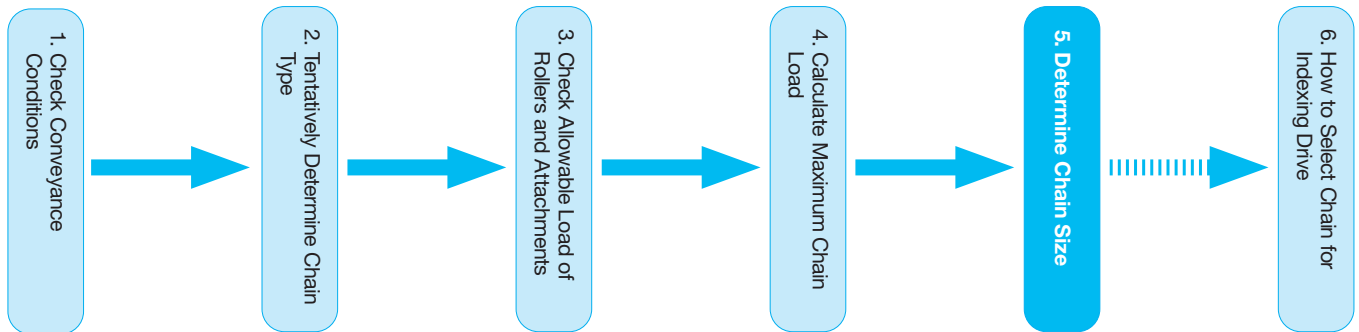 1. Check Conveyance
Conditions
2. Tentatively Determine Chain
Type
3. Check Allowable Load of
Rollers and Attachments
4. Calculate Maximum Chain
Load
5. Determine Chain Size
6. How to Select Chain for
Indexing Drive